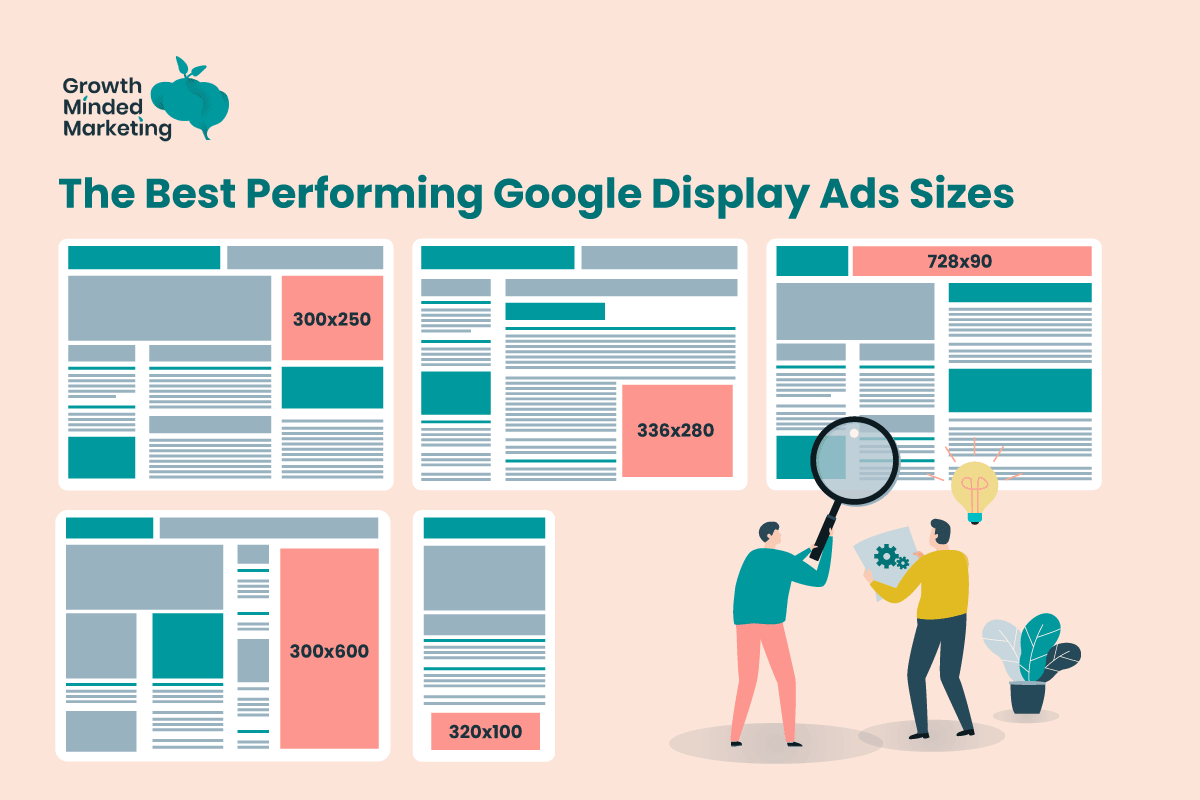 Growth
Minded
Marketing
The Best Performing Google Display Ads Sizes
300x250
336x280
728x90
300x600
320x100